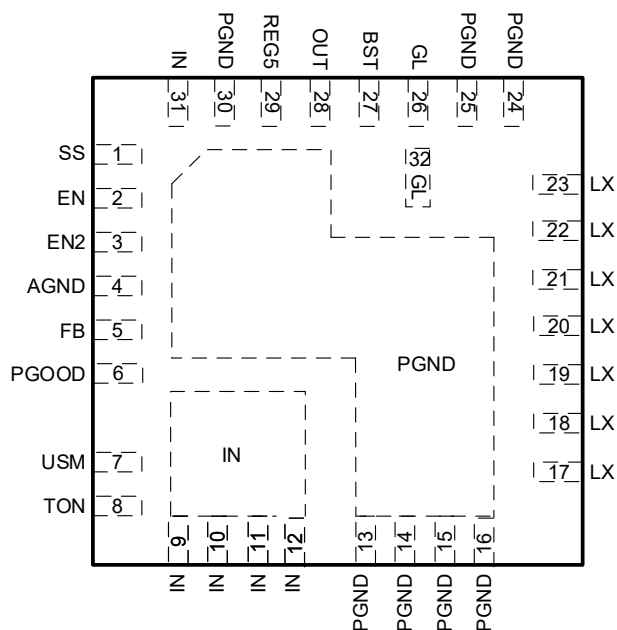 IN
PGND
REG5
OUT
BST
GL
PGND
PGND
31
30
29
28
27
26
25
24
SS 1
EN 2
EN2 3
AGND 4
FB 5
PGOOD 6
USM 7
TON 8
32
GL
23 LX
22 LX
21 LX
20 LX
19 LX
18 LX
17 LX
PGND
IN
9
10
11
12
13
14
15
16
IN
IN
IN
IN
PGND
PGND
PGND
PGND